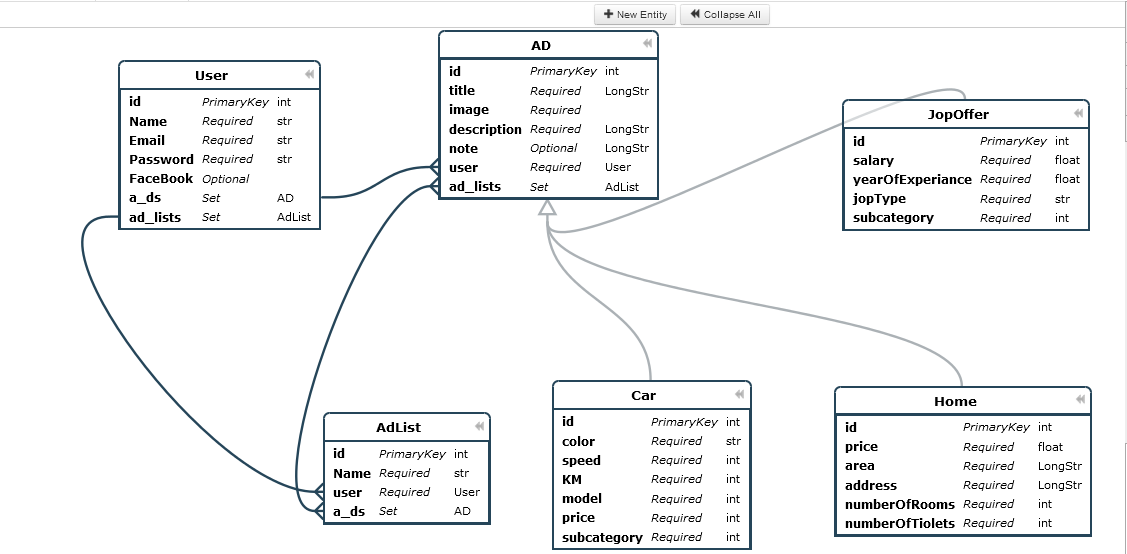 New Entity
Collapse All
User
id PrimaryKey int
Name Required str
Email Required str
Password Required str
FaceBook Optional
a_ds Set AD
ad_lists Set AdList
AD
id PrimaryKey int
title Required LongStr
image Required
description Required LongStr
note Optional LongStr
user Required User
ad_lists Set AdList
JopOffer
id PrimaryKey int
salary Required float
yearOfExperiance Required float
jopType Required str
subcategory Required int
AdList
id PrimaryKey int
Name Required str
user Required User
a_ds Set AD
Car
id PrimaryKey int
color Required str
speed Required int
KM Required int
model Required int
price Required int
subcategory Required int
Home
id PrimaryKey int
price Required float
area Required LongStr
address Required LongStr
numberOfRooms Required int
numberOfTiolets Required int